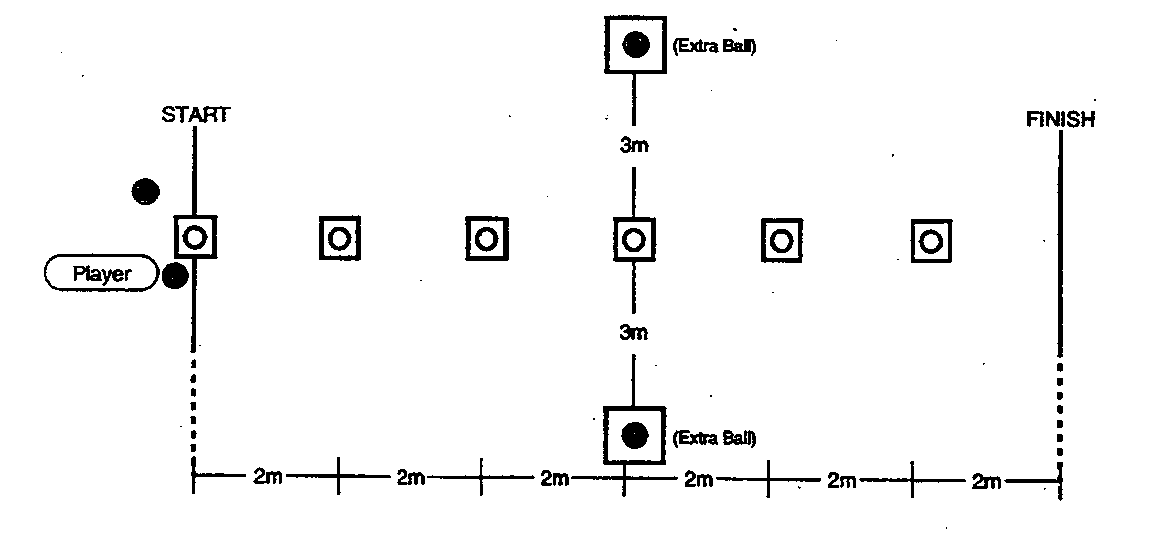 (Extra Ball)
START
FINISH
3m
Player
3m
(Extra Ball)
2m 2m 2m 2m 2m 2m